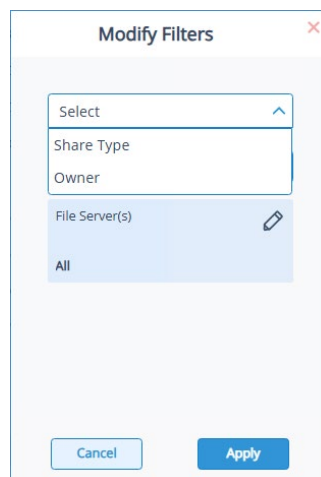 Modify Filters
Select
Share Type
Owner
File Server(s)
All
Cancel
Apply